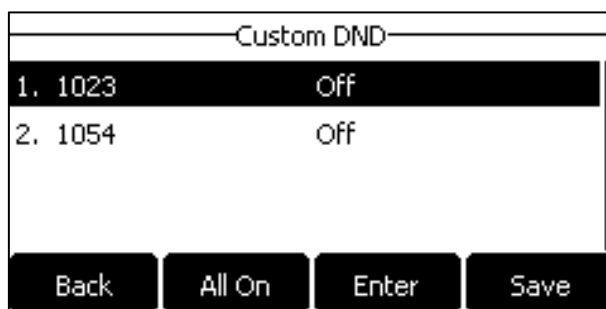 Custom DND
1. 1023 Off
2. 1054 Off
Back All On Enter Save